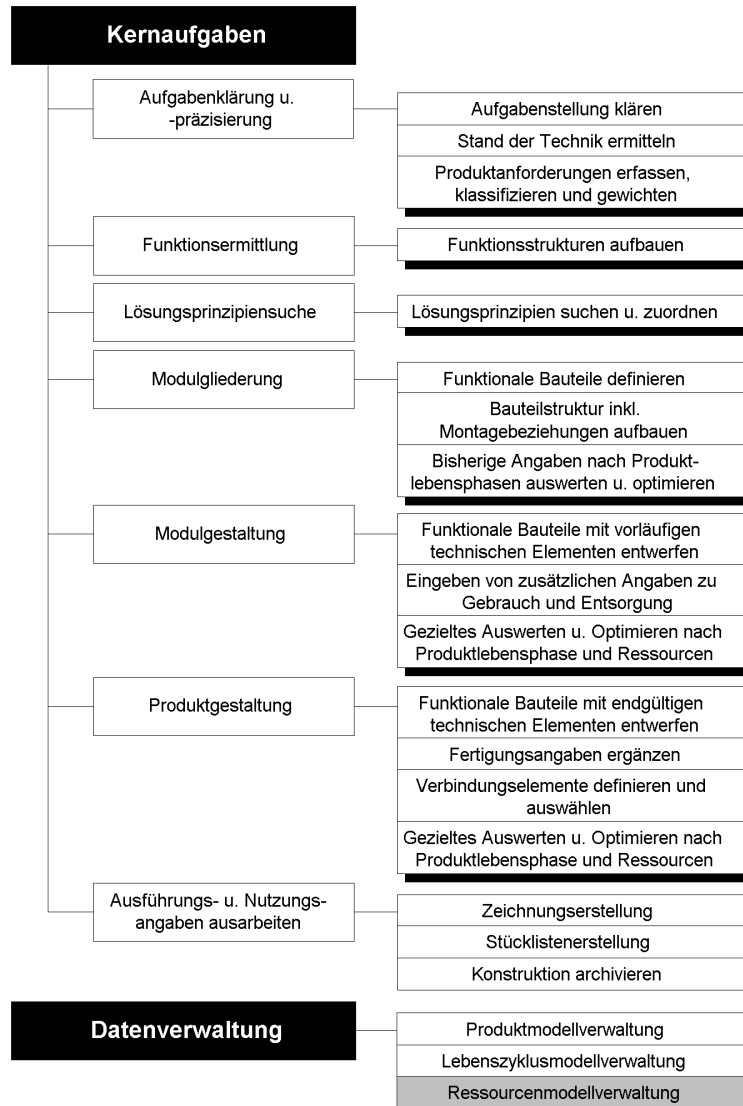 Kernaufgaben
Aufgabenklärung u.
-präzisierung
Aufgabenstellung klären
Stand der Technik ermitteln
Produktanforderungen erfassen,
klassifizieren und gewichten
Funktionsermittlung
Funktionsstrukturen aufbauen
Lösungsprinzipiensuche
Lösungsprinzipien suchen u. zuordnen
Modulgliederung
Funktionale Bauteile definieren
Bauteilstruktur inkl.
Montagebeziehungen aufbauen
Bisherige Angaben nach Produkt-
lebensphasen auswerten u. optimieren
Modulgestaltung
Funktionale Bauteile mit vorläufigen
technischen Elementen entwerfen
Eingeben von zusätzlichen Angaben zu
Gebrauch und Entsorgung
Gezieltes Auswerten u. Optimieren nach
Produktlebensphase und Ressourcen
Produktgestaltung
Funktionale Bauteile mit endgültigen
technischen Elementen entwerfen
Fertigungsangaben ergänzen
Verbindungselemente definieren und
auswählen
Gezieltes Auswerten u. Optimieren nach
Produktlebensphase und Ressourcen
Ausführungs- u. Nutzungs-
angaben ausarbeiten
Zeichnungserstellung
Stücklistenerstellung
Konstruktion archivieren
Datenverwaltung
Produktmodellverwaltung
Lebenszyklusmodellverwaltung
Ressourcenmodellverwaltung